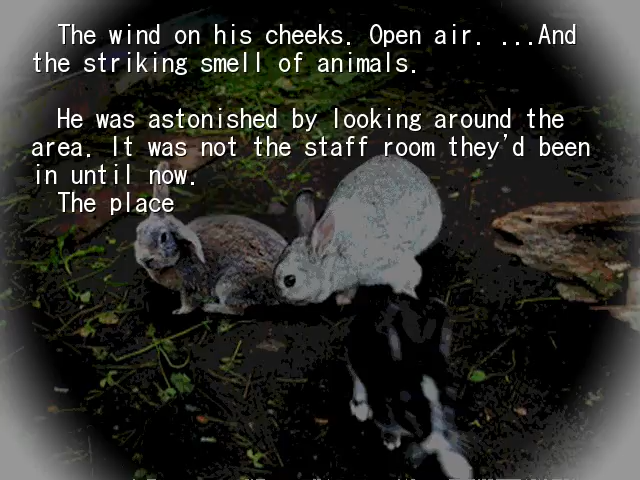 The wind on his cheeks. Open air. ...And
the striking smell of animals.
He was astonished by looking around the
area. It was not the staff room they'd been
in until now.
The place